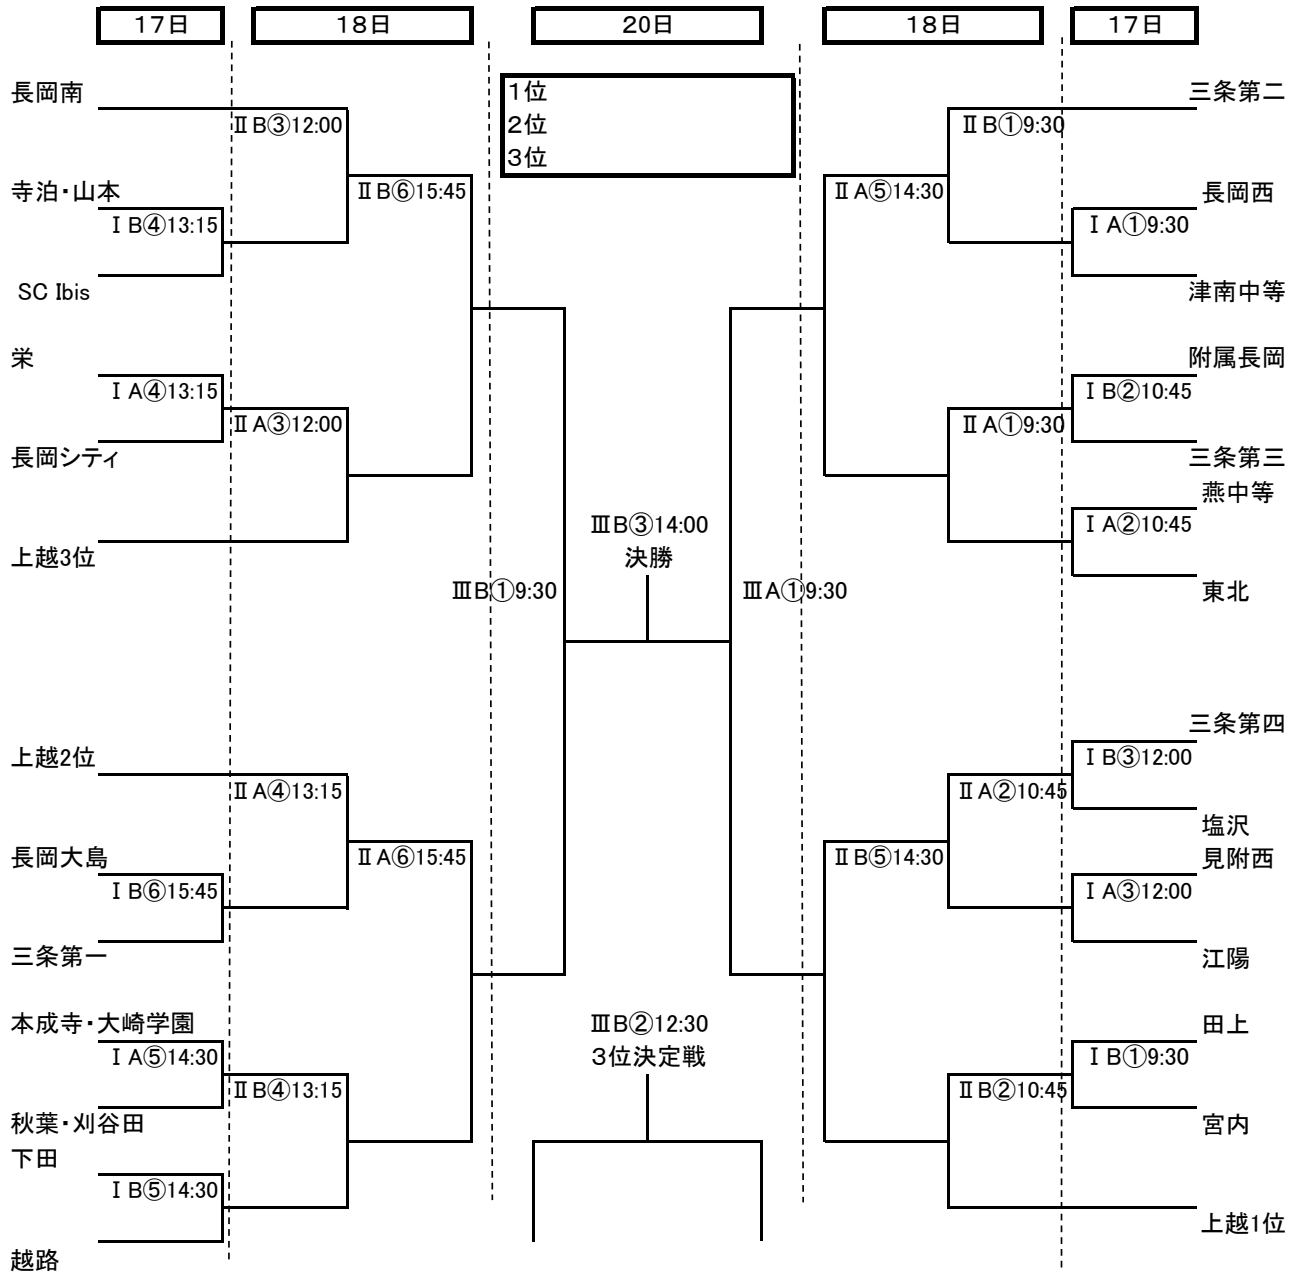 17日
18日
20日
18日
17日
1位
2位
3位
長岡南
ⅡB③12:00
寺泊・山本
ⅠB④13:15
ⅡB⑥15:45
SC Ibis
栄
ⅠA④13:15
ⅡA③12:00
長岡シティ
上越3位
ⅢB①9:30
上越2位
ⅡA④13:15
長岡大島
ⅡA⑥15:45
ⅠB⑥15:45
三条第一
本成寺・大崎学園
ⅠA⑤14:30
ⅡB④13:15
秋葉・刈谷田
下田
ⅠB⑤14:30
越路
ⅢB③14:00
決勝
ⅢB②12:30
3位決定戦
三条第二
ⅡB①9:30
ⅡA⑤14:30
長岡西
ⅠA①9:30
津南中等
附属長岡
ⅠB②10:45
ⅡA①9:30
三条第三
燕中等
ⅠA②10:45
東北
ⅢA①9:30
三条第四
ⅠB③12:00
ⅡA②10:45
塩沢
見附西
ⅡB⑤14:30
ⅠA③12:00
江陽
田上
ⅠB①9:30
ⅡB②10:45
宮内
上越1位